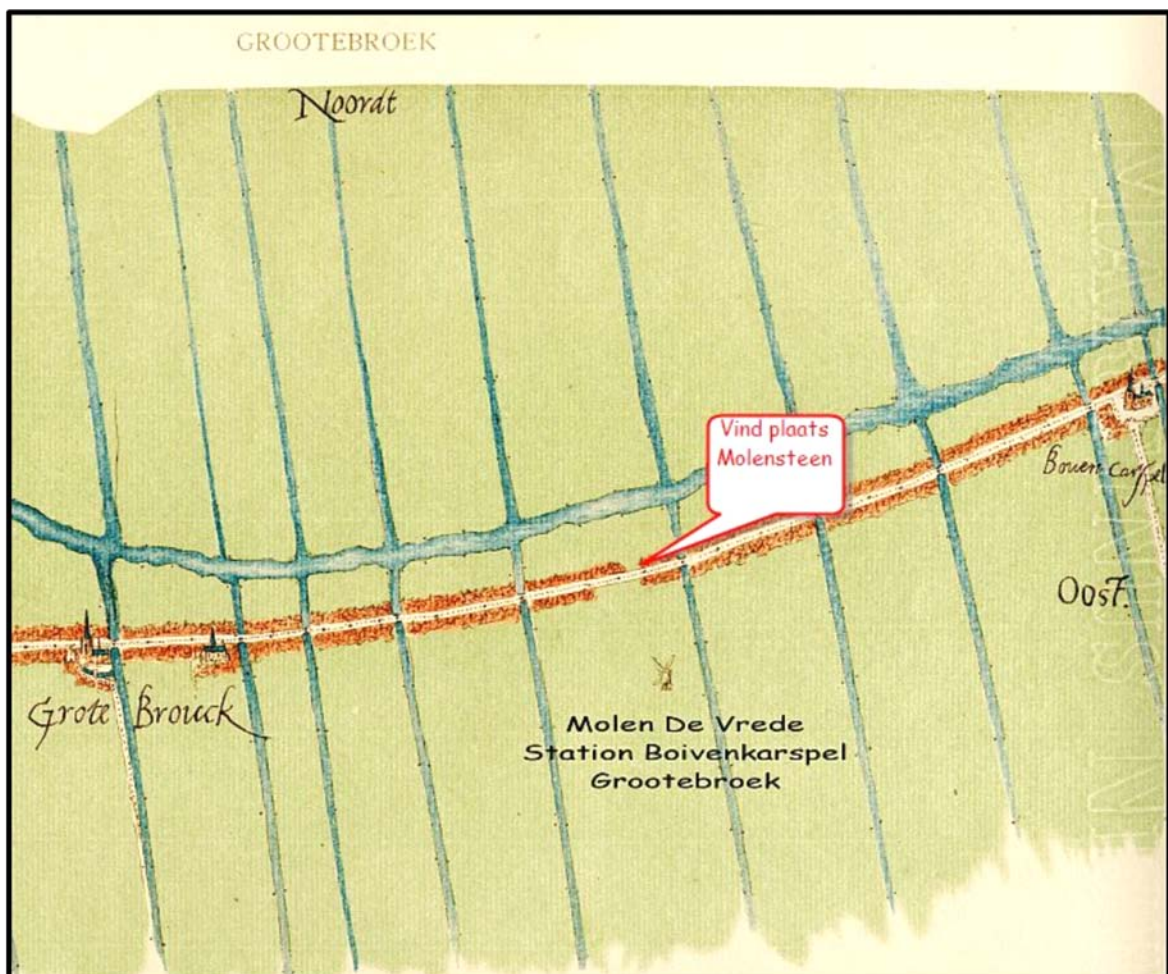 GROOTEBROEK
Noordt
Vind plaats
Molensteen
Bouen carspel
Oost.
Grote Brouck
Molen De Vrede
Station Boivenkarspel
Grootebroek